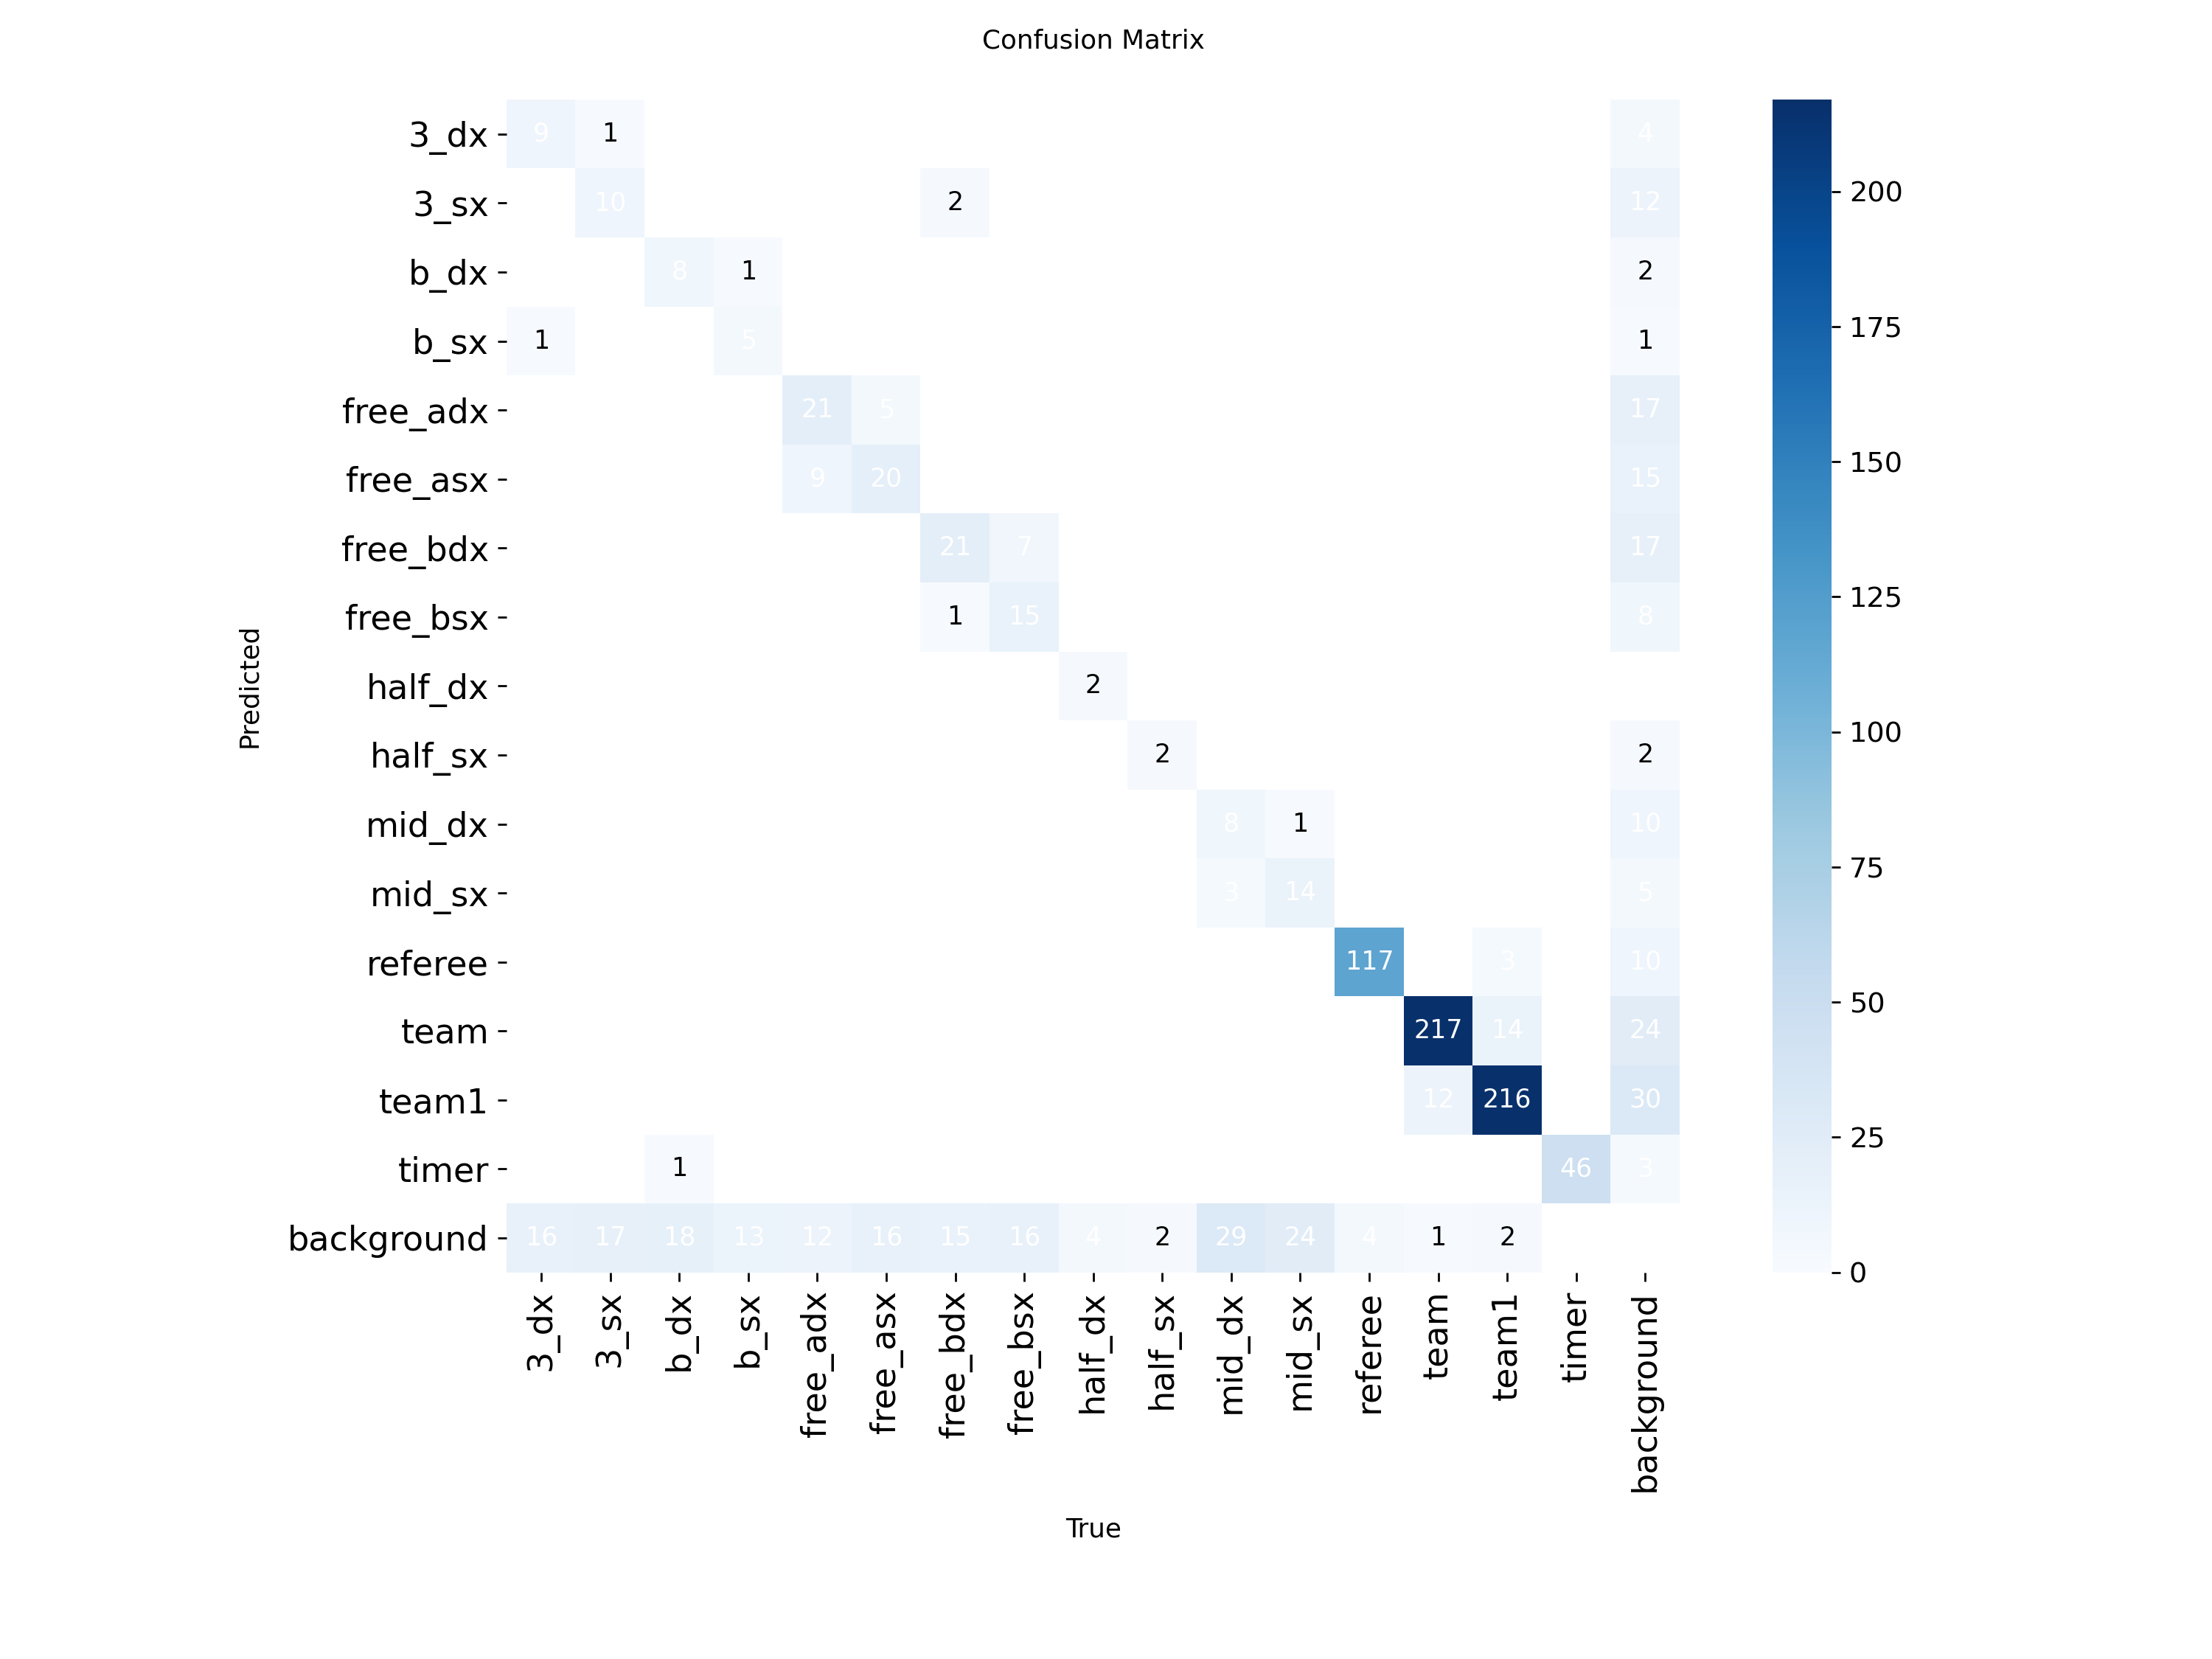 Confusion Matrix
3_dx 9 1 4
3_sx 10 2 12
b_dx 8 1 2
b_sx 1 5 1
free_adx 21 5 17
free_asx 9 20 15
free_bdx 21 7 17
free_bsx 1 15 8
half_dx 2
half_sx 2 2
mid_dx 8 1 10
mid_sx 3 14 5
referee 117 3 10
team 217 14 24
team1 12 216 30
timer 1 46 3
background 16 17 18 13 12 16 15 16 4 2 29 24 4 1 2
Predicted
3_dx 3_sx b_dx b_sx free_adx free_asx free_bdx free_bsx half_dx half_sx mid_dx mid_sx referee team team1 timer background
True
200
175
150
125
100
75
50
25
0